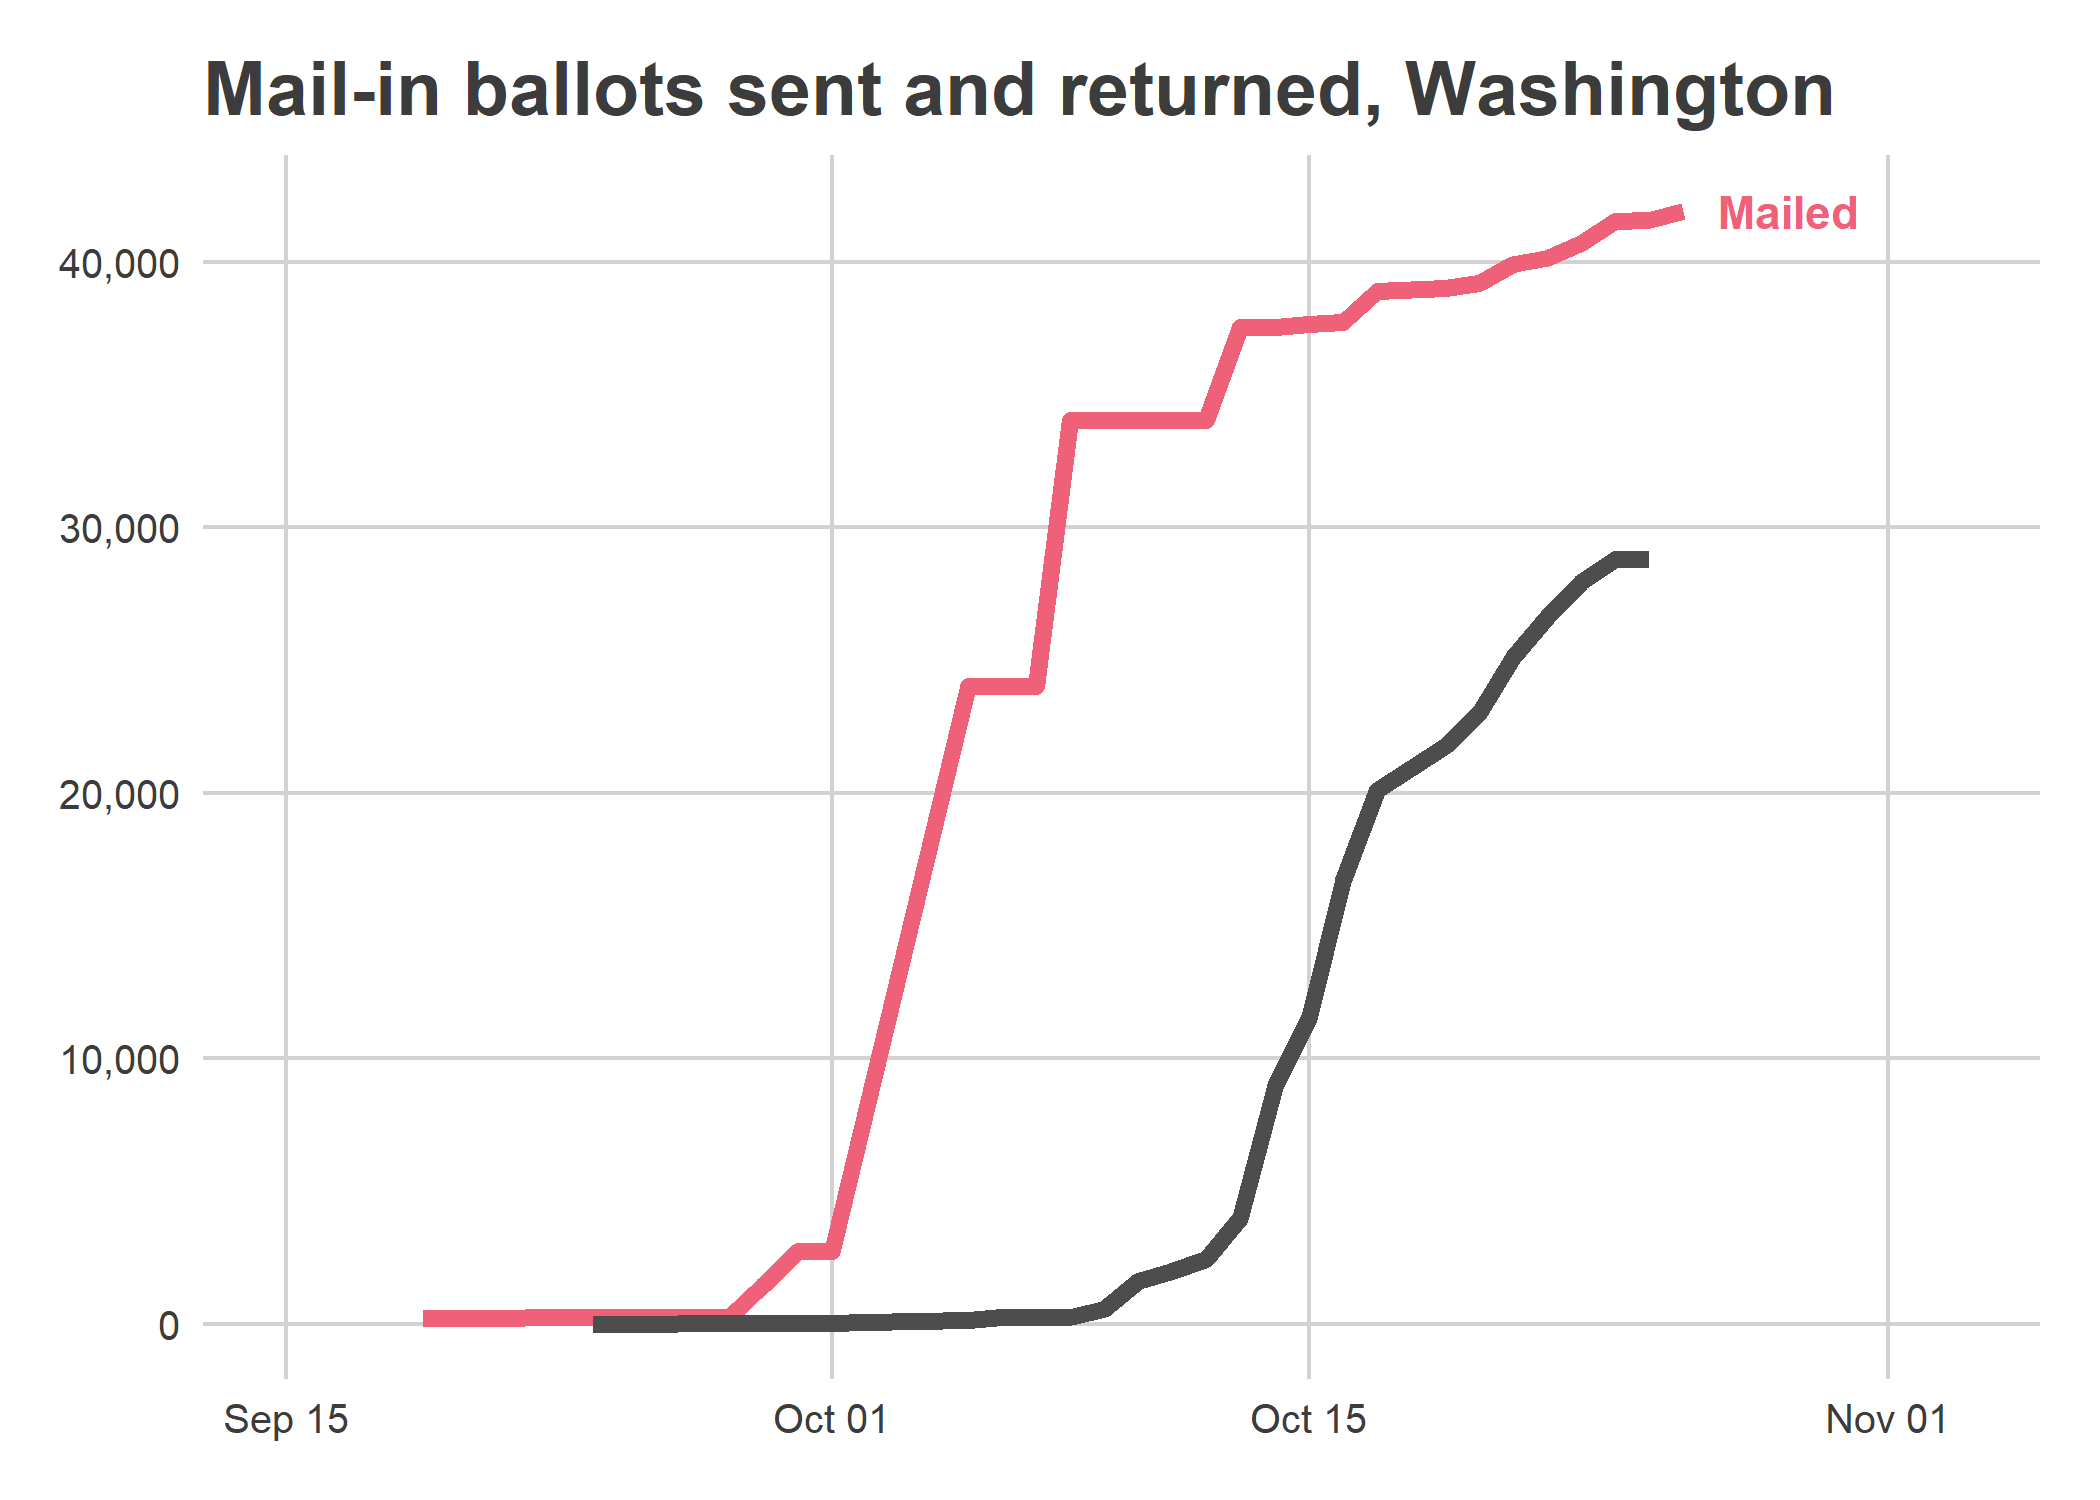 Mail-in ballots sent and returned, Washington
Mailed
40,000
30,000
20,000
10,000
0
Sep 15
Oct 01
Oct 15
Nov 01